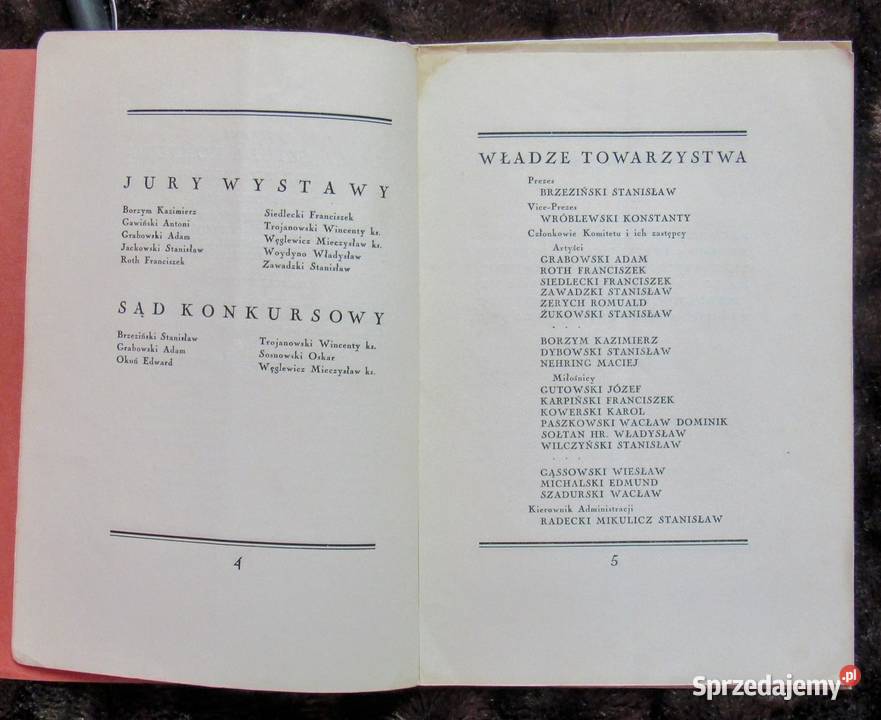 JURY WYSTAWY
Borzym Kazimierz
Gawiński Antoni
Grabowski Adam
Jackowski Stanisław
Roth Franciszek
Siedlecki Franciszek
Trojanowski Wincenty ks.
Węglewicz Mieczysław ks.
Woydyno Władysław
Zawadzki Stanisław
SĄD KONKURSOWY
Brzeziński Stanisław
Grabowski Adam
Okuń Edward
Trojanowski Wincenty ks.
Sosnowski Oskar
Węglewicz Mieczysław ks.
4
WŁADZE TOWARZYSTWA
Prezes
BRZEZIŃSKI STANISŁAW
Vice-Prezes
WRÓBLEWSKI KONSTANTY
Członkowie Komitetu i ich zastępcy
Artyści
GRABOWSKI ADAM
ROTH FRANCISZEK
SIEDLECKI FRANCISZEK
ZAWADZKI STANISŁAW
ZERYCH ROMUALD
ŻUKOWSKI STANISŁAW
. . .
BORZYM KAZIMIERZ
DYBOWSKI STANISŁAW
NEHRING MACIEJ
Miłośnicy
GUTOWSKI JÓZEF
KARPIŃSKI FRANCISZEK
KOWERSKI KAROL
PASZKOWSKI WACŁAW DOMINIK
SOŁTAN HR. WŁADYSŁAW
WILCZYŃSKI STANISŁAW
. . .
GĄSSOWSKI WIESŁAW
MICHALSKI EDMUND
SZADURSKI WACŁAW
Kierownik Administracji
RADECKI MIKULICZ STANISŁAW
5
Sprzedajemy.pl